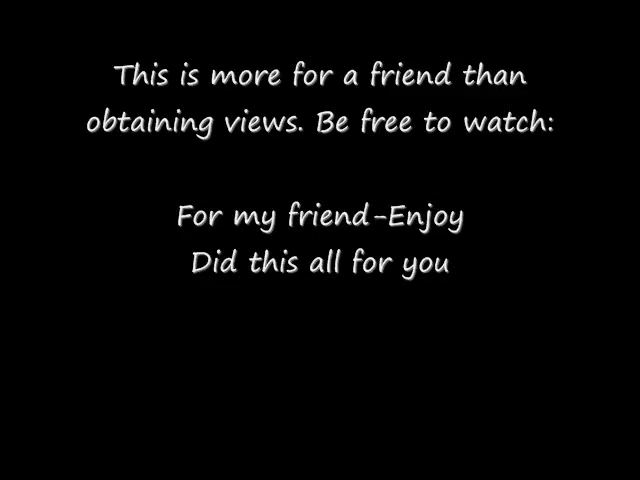 This is more for a friend than
obtaining views. Be free to watch:
For my friend-Enjoy
Did this all for you